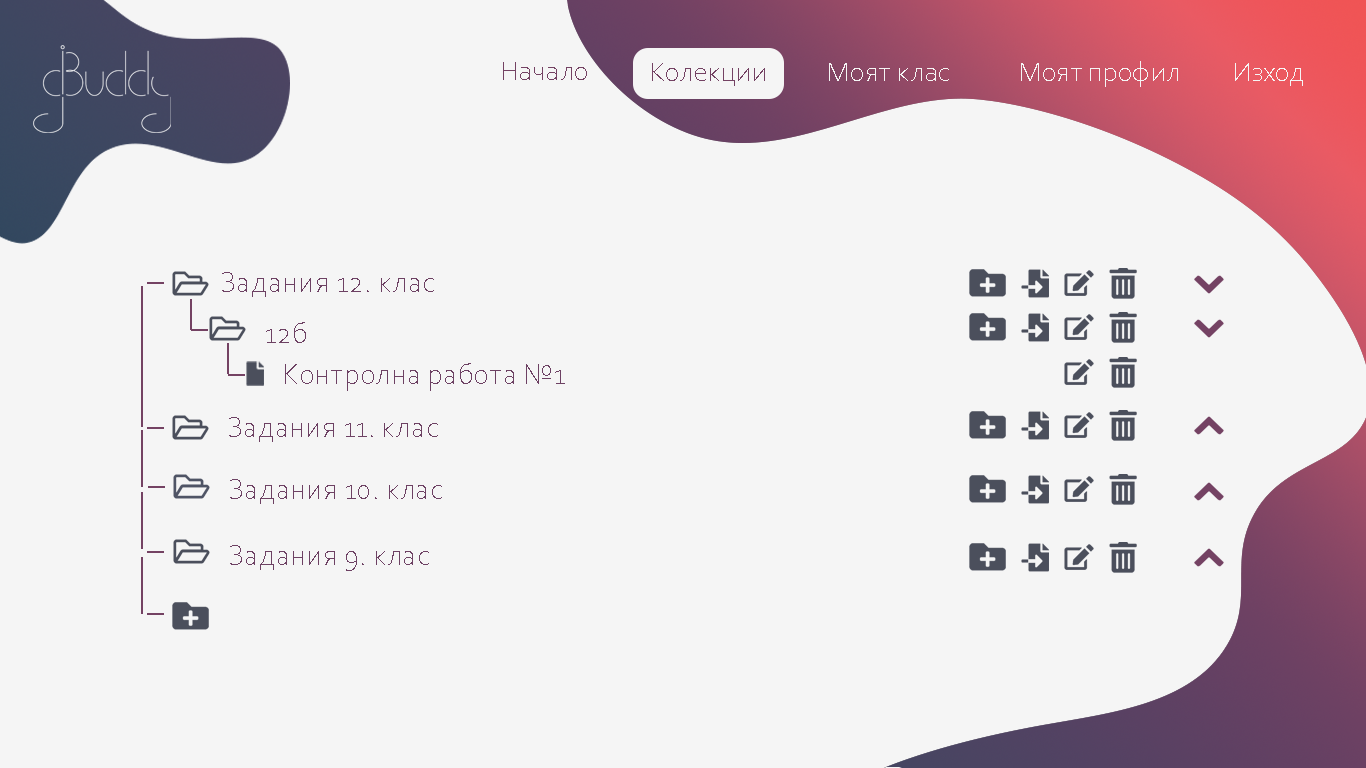 gBuddy
Начало Колекции Моят клас Моят профил Изход
Задания 12. клас
12б
Контролна работа №1
Задания 11. клас
Задания 10. клас
Задания 9. клас